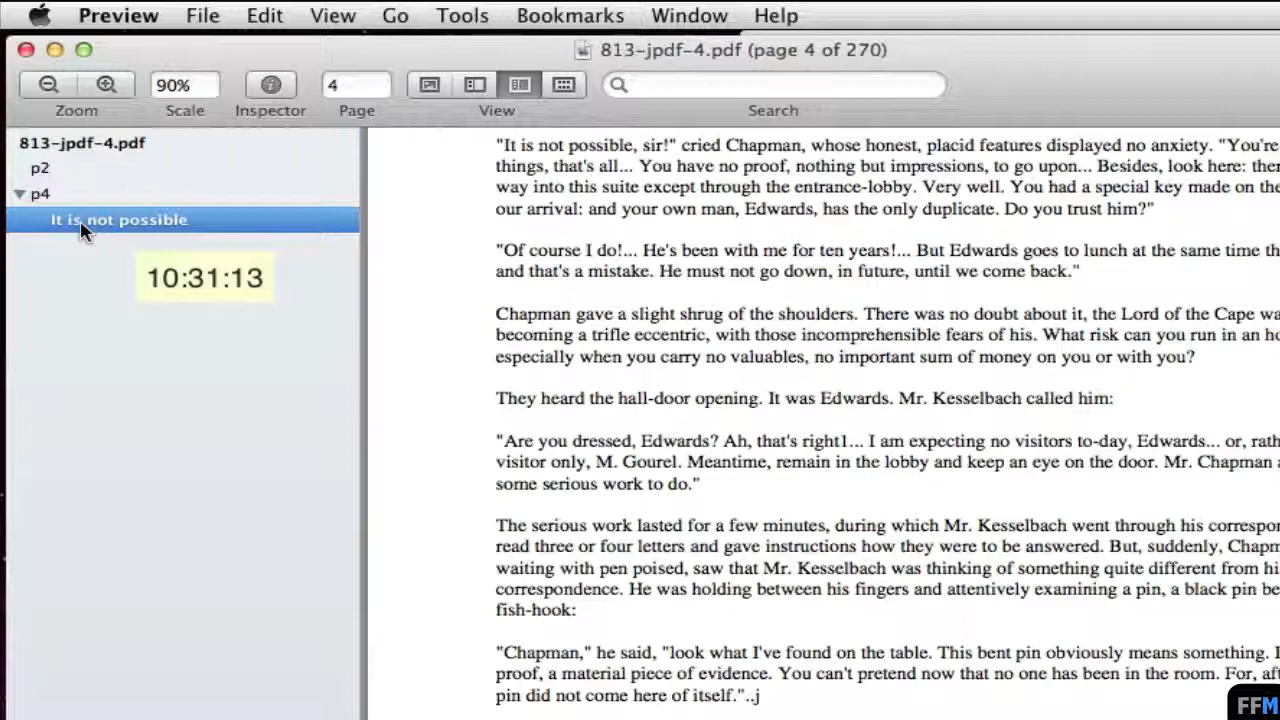 Preview File Edit View Go Tools Bookmarks Window Help
813-jpdf-4.pdf (page 4 of 270)
90% 4
Zoom Scale Inspector Page View Search
813-jpdf-4.pdf
p2
p4
It is not possible
10:31:13
"It is not possible, sir!" cried Chapman, whose honest, placid features displayed no anxiety. "You're
things, that's all... You have no proof, nothing but impressions, to go upon... Besides, look here:
way into this suite except through the entrance-lobby. Very well. You had a special key made on the
our arrival: and your own man, Edwards, has the only duplicate. Do you trust him?"
"Of course I do!... He's been with me for ten years!... But Edwards goes to lunch at the same time
and that's a mistake. He must not go down, in future, until we come back."
Chapman gave a slight shrug of the shoulders. There was no doubt about it, the Lord of the Cape
becoming a trifle eccentric, with those incomprehensible fears of his. What risk can you run in an
especially when you carry no valuables, no important sum of money on you or with you?
They heard the hall-door opening. It was Edwards. Mr. Kesselbach called him:
"Are you dressed, Edwards? Ah, that's right1... I am expecting no visitors to-day, Edwards... or,
visitor only, M. Gourel. Meantime, remain in the lobby and keep an eye on the door. Mr. Chapman
some serious work to do."
The serious work lasted for a few minutes, during which Mr. Kesselbach went through his
read three or four letters and gave instructions how they were to be answered. But, suddenly,
waiting with pen poised, saw that Mr. Kesselbach was thinking of something quite different from
correspondence. He was holding between his fingers and attentively examining a pin, a black pin
fish-hook:
"Chapman," he said, "look what I've found on the table. This bent pin obviously means something.
proof, a material piece of evidence. You can't pretend now that no one has been in the room. For,
pin did not come here of itself."..j
FFM